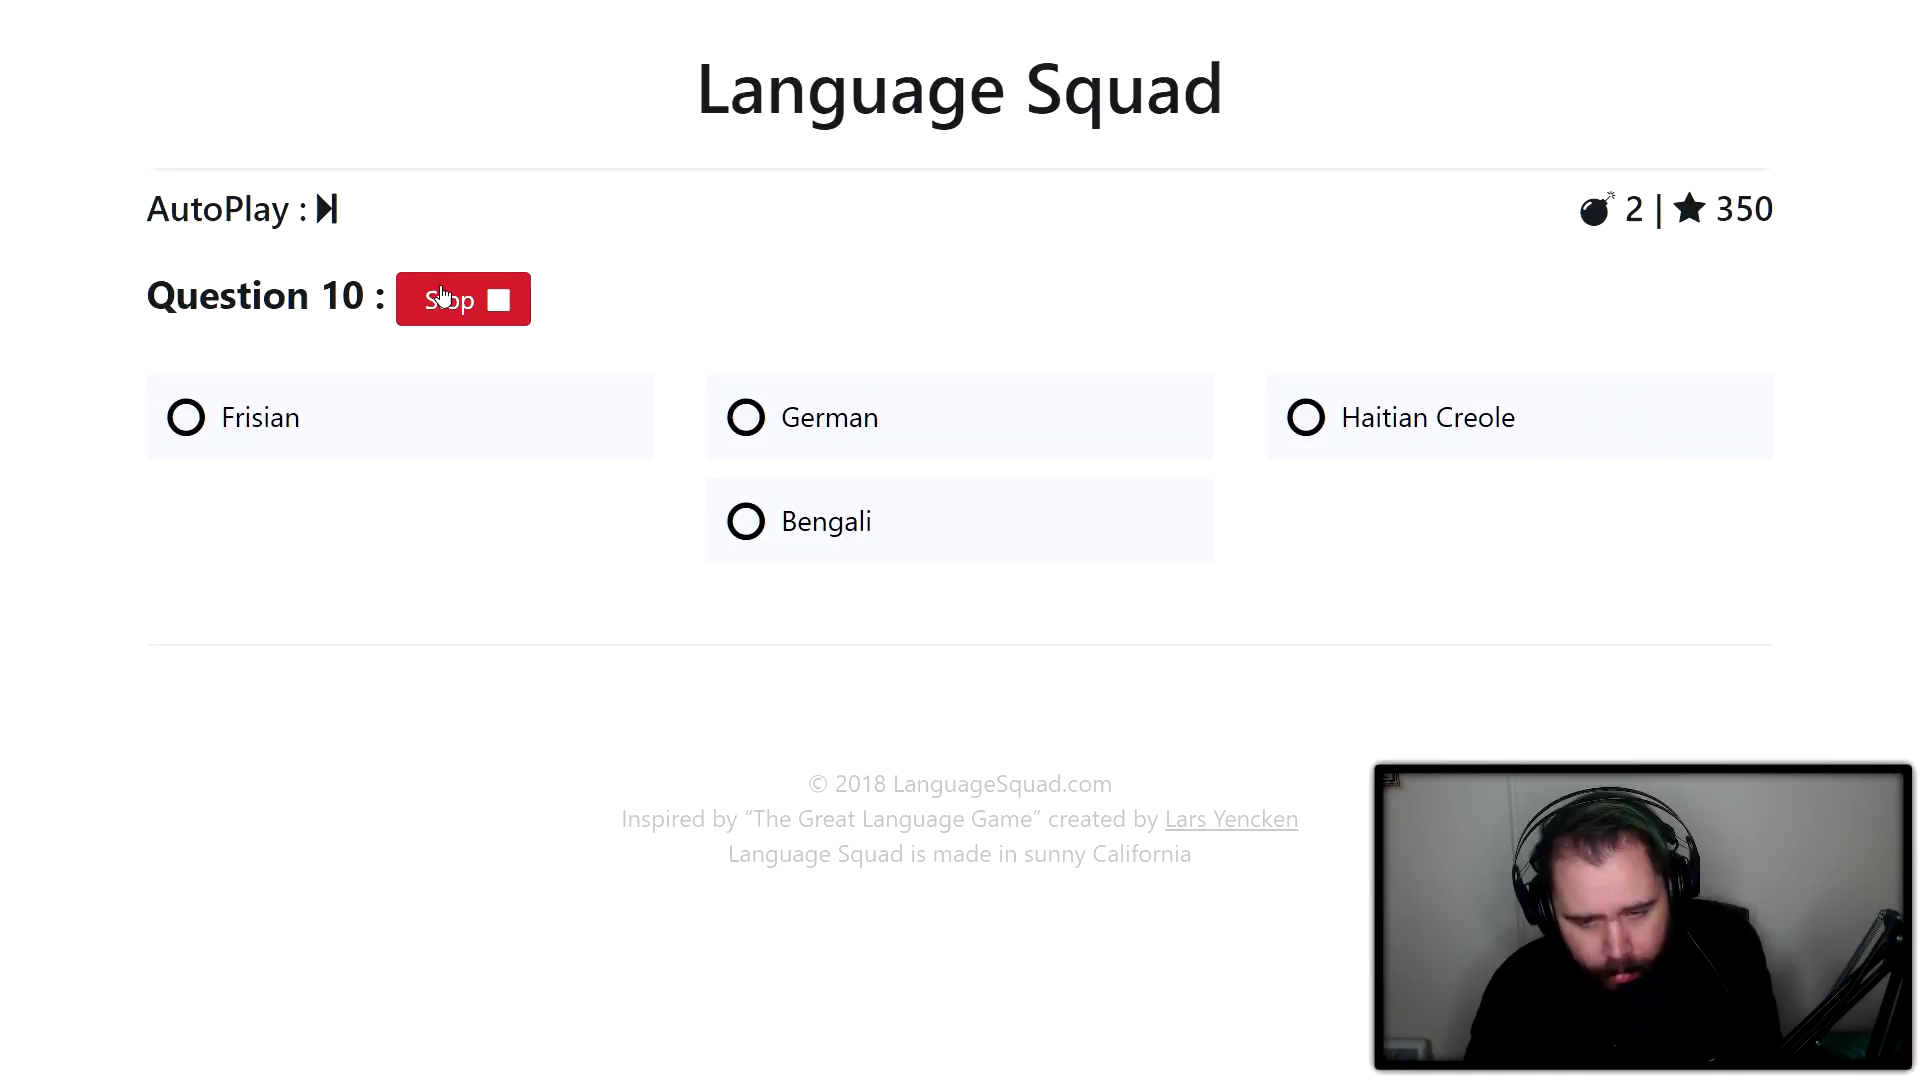 Language Squad
AutoPlay :
2 | 350
Question 10 : Stop
Frisian
German
Haitian Creole
Bengali
© 2018 LanguageSquad.com
Inspired by “The Great Language Game” created by Lars Yencken
Language Squad is made in sunny California